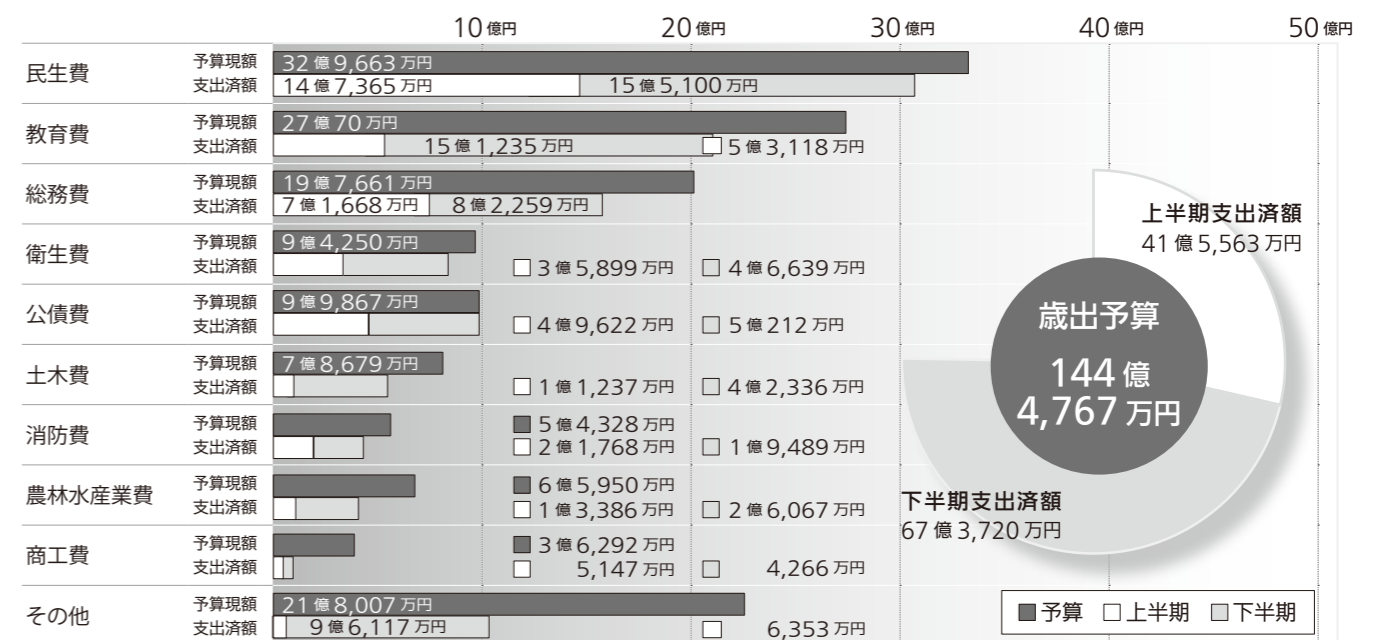 10億円 20億円 30億円 40億円 50億円
民生費
予算現額 32億9,663万円
支出済額 14億7,365万円 15億5,100万円
教育費
予算現額 27億70万円
支出済額 15億1,235万円 5億3,118万円
総務費
予算現額 19億7,661万円
支出済額 7億1,668万円 8億2,259万円
衛生費
予算現額 9億4,250万円
支出済額 3億5,899万円 4億6,639万円
公債費
予算現額 9億9,867万円
支出済額 4億9,622万円 5億212万円
土木費
予算現額 7億8,679万円
支出済額 1億1,237万円 4億2,336万円
消防費
予算現額 5億4,328万円
支出済額 2億1,768万円 1億9,489万円
農林水産業費
予算現額 6億5,950万円
支出済額 1億3,386万円 2億6,067万円
商工費
予算現額 3億6,292万円
支出済額 5,147万円 4,266万円
その他
予算現額 21億8,007万円
支出済額 9億6,117万円 6,353万円
上半期支出済額
41億5,563万円
歳出予算
144億
4,767万円
下半期支出済額
67億3,720万円
予算 上半期 下半期